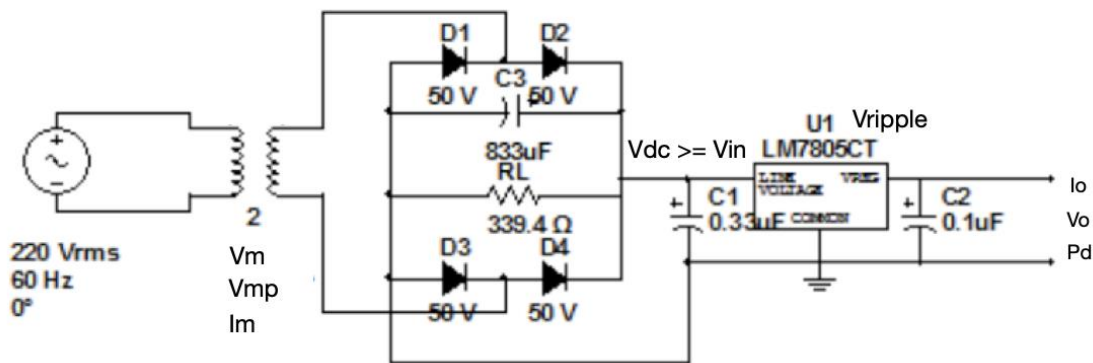 D1
D2
C3
50 V
50 V
833uF
RL
339.4 Ω
D3
D4
50 V
50 V
220 Vrms
60 Hz
0°
2
Vm
Vmp
Im
Vdc >= Vin
U1
Vripple
LM7805CT
LINE
VOLTAGE
VREG
COMMON
C1
0.33uF
C2
0.1uF
Io
Vo
Pd